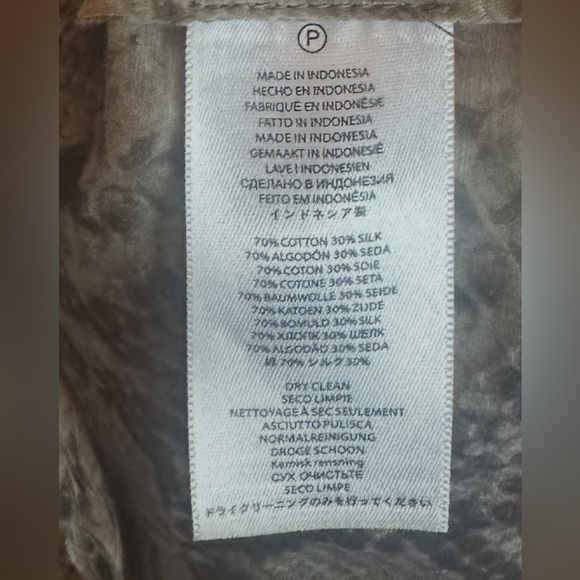 P
MADE IN INDONESIA
HECHO EN INDONESIA
FABRIQUÉ EN INDONÉSIE
FATTO IN INDONESIA
MADE IN INDONESIA
GEMAAKT IN INDONESIË
LAVE I INDONESIEN
СДЕЛАНО В ИНДОНЕЗИЯ
FEITO EM INDONÉSIA
インドネシア製
70% COTTON 30% SILK
70% ALGODÓN 30% SEDA
70% COTON 30% SOIE
70% COTONE 30% SETA
70% BAUMWOLLE 30% SEIDE
70% KATOEN 30% ZIJDE
70% BOMULD 30% SILK
70% ХЛОПК 30% ШЕЛК
70% ALGODÃO 30% SEDA
綿 70% シルク 30%
DRY CLEAN
SECO LIMPIE
NETTOYAGE À SEC SEULEMENT
ASCIUTTO PULISCA
NORMALREINIGUNG
DROGE SCHOON
Kemisk rensning
СУХ ОЧИСТЬТЕ
SECO LIMPE
ドライクリーニングのみを行ってください